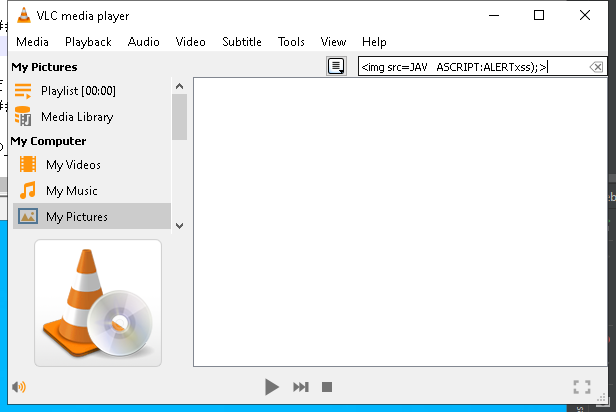 VLC media player
Media Playback Audio Video Subtitle Tools View Help
My Pictures
<img src=JAV   ASCRIPT:ALERTxss);>
Playlist [00:00]
Media Library
My Computer
My Videos
My Music
My Pictures